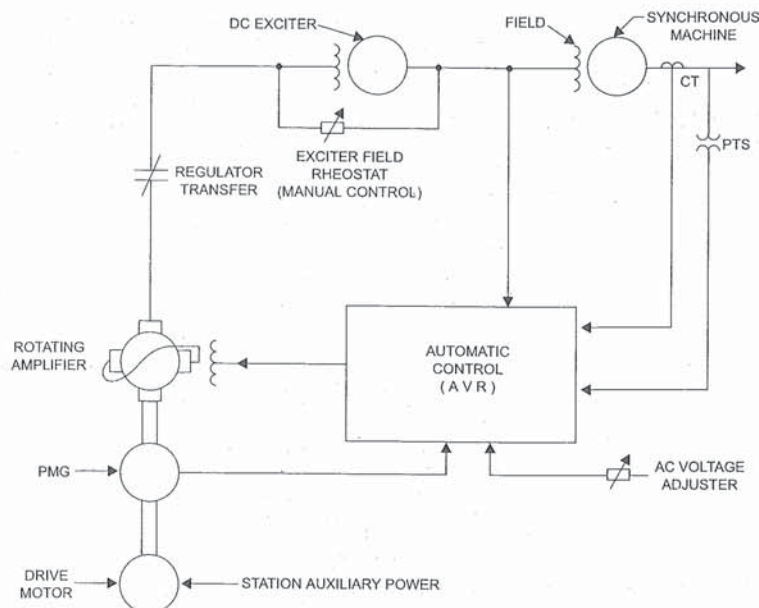 DC EXCITER
FIELD
SYNCHRONOUS
MACHINE
CT
PTS
EXCITER FIELD
RHEOSTAT
(MANUAL CONTROL)
REGULATOR
TRANSFER
ROTATING
AMPLIFIER
AUTOMATIC
CONTROL
( A V R )
PMG
AC VOLTAGE
ADJUSTER
DRIVE
MOTOR
STATION AUXILIARY POWER